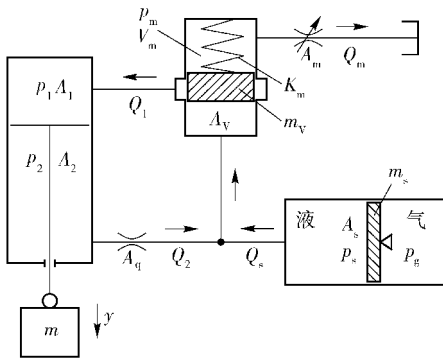 p_m
V_m
A_m
Q_m
p_1 A_1
Q_1
K_m
m_V
A_V
p_2 A_2
m_s
液 气
A_s
p_s p_g
A_q Q_2 Q_s
m
y